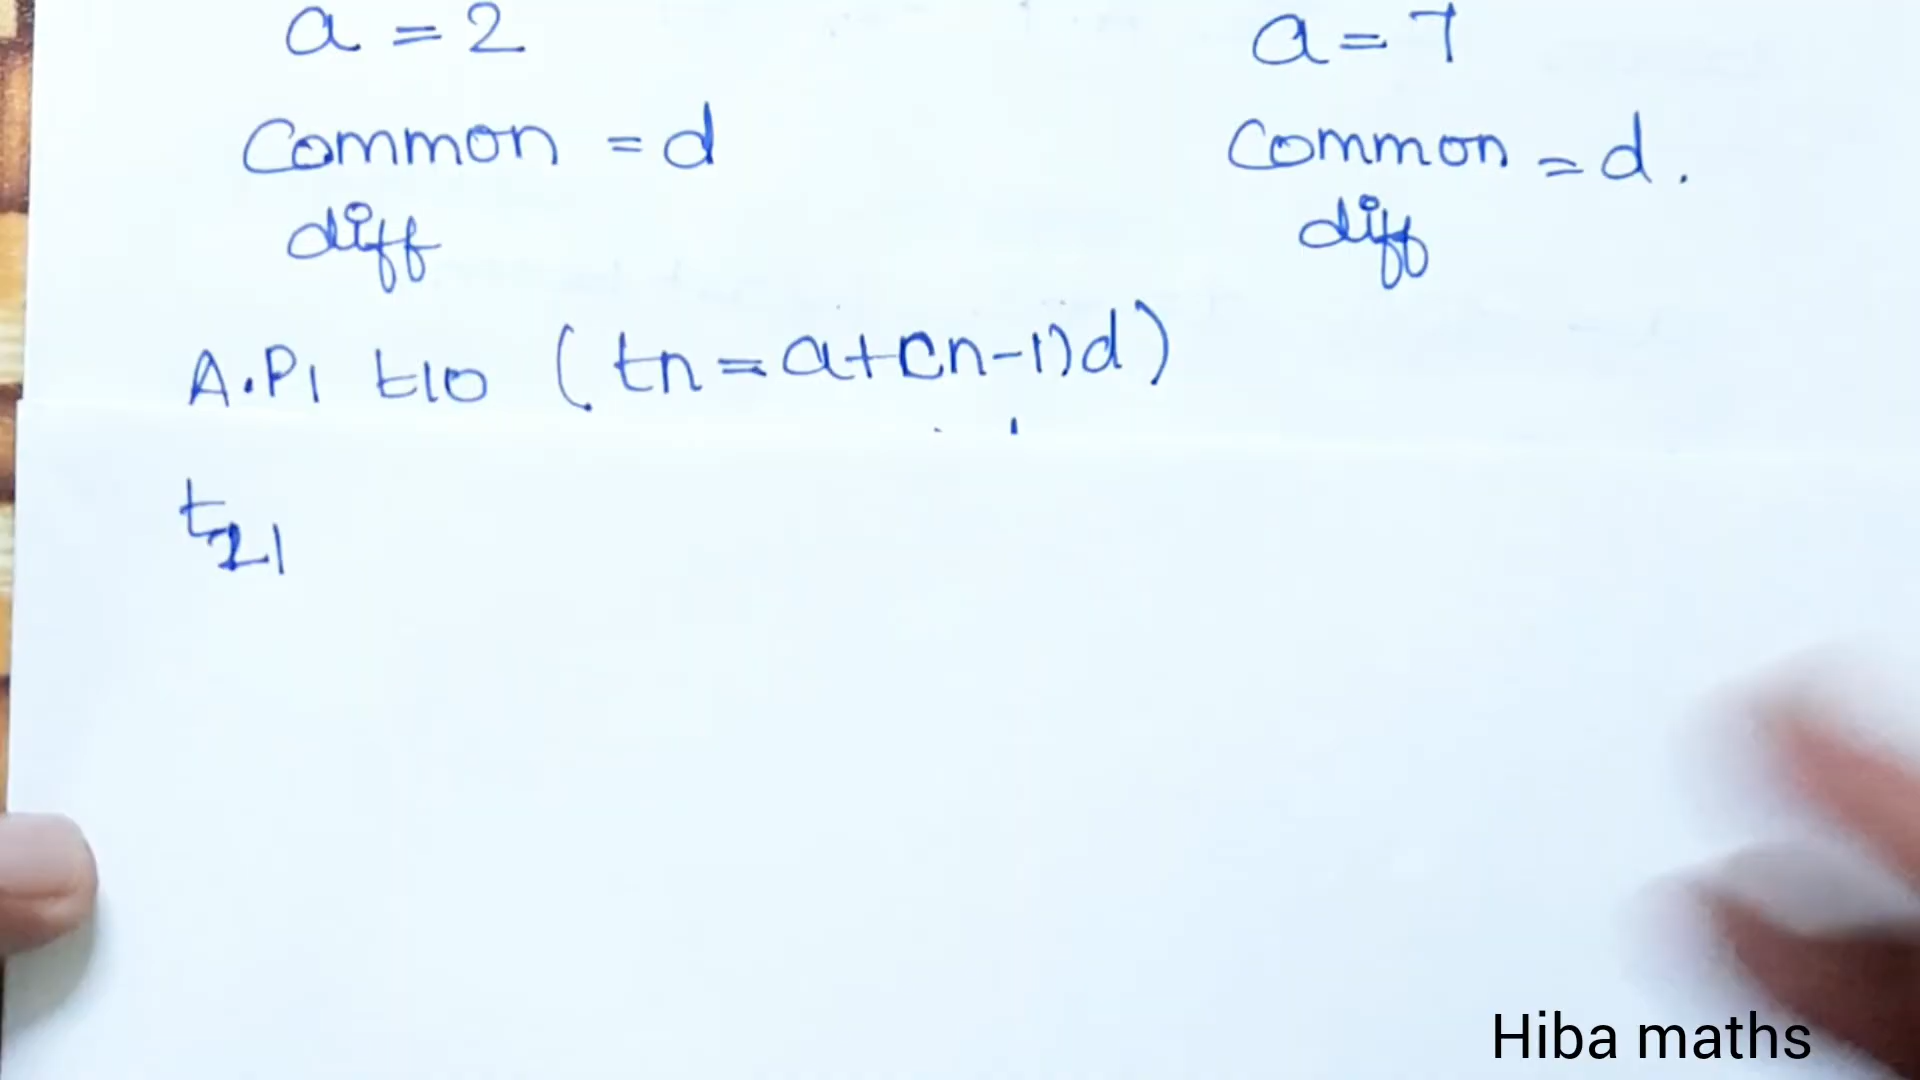 a = 2 a = 7
Common = d Common = d.
diff diff
A.P1 t10 (tn = a+(n-1)d)
t21
Hiba maths